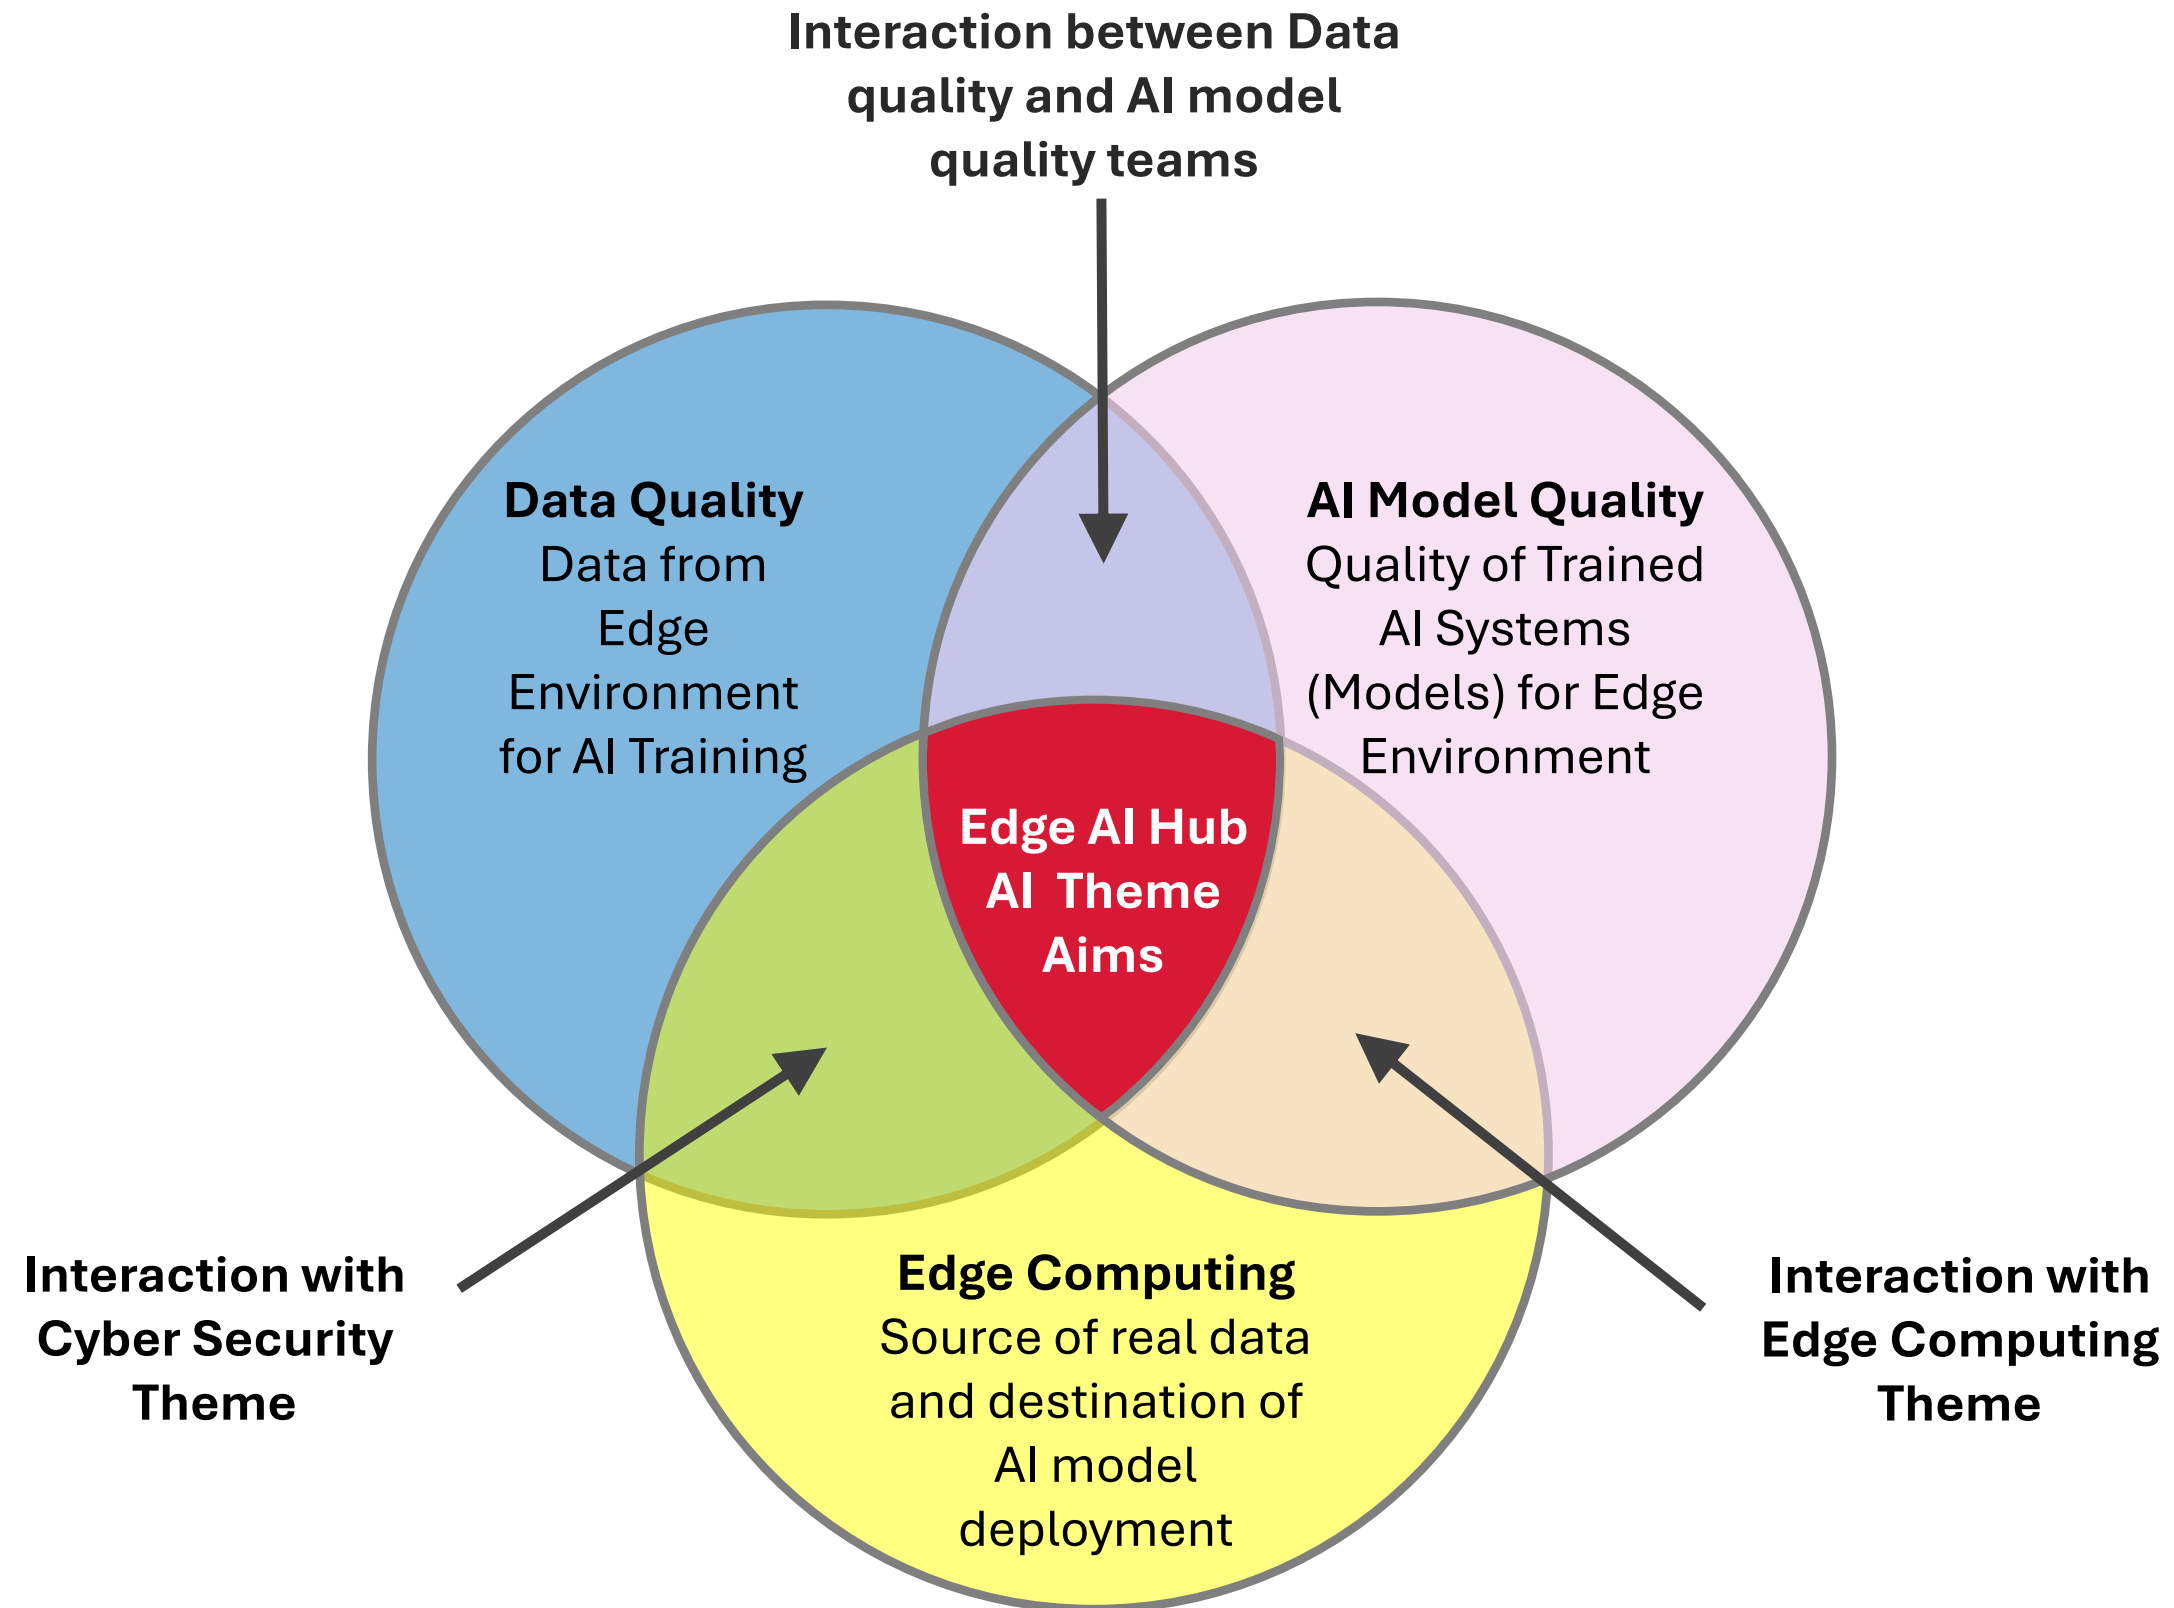 Interaction between Data
quality and AI model
quality teams
Data Quality
Data from
Edge
Environment
for AI Training
AI Model Quality
Quality of Trained
AI Systems
(Models) for Edge
Environment
Edge AI Hub
AI  Theme
Aims
Interaction with
Cyber Security
Theme
Edge Computing
Source of real data
and destination of
AI model
deployment
Interaction with
Edge Computing
Theme